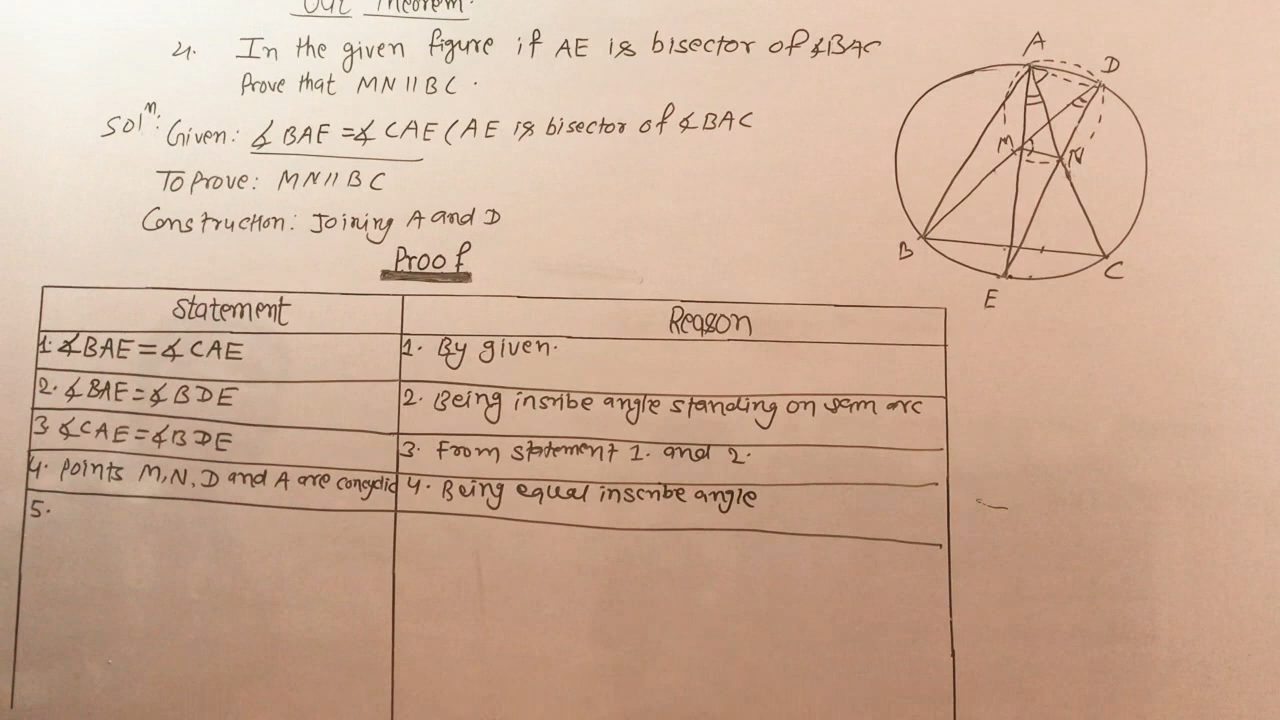 Our Theorem.
4. In the given figure if AE is bisector of ∡BAC
Prove that MN || BC.
Solⁿ: Given: ∡BAE = ∡CAE (AE is bisector of ∡BAC
To prove: MN // BC
Construction: Joining A and D
Proof
Statement Reason
1. ∡BAE = ∡CAE 1. By given.
2. ∡BAE = ∡BDE 2. Being inscribe angle standing on sem arc
3 ∡CAE = ∡BDE 3. From statement 1. and 2.
4. Points M, N, D and A are concyclic 4. Being equal inscribe angle
5.
A
D
M
N
B
C
E